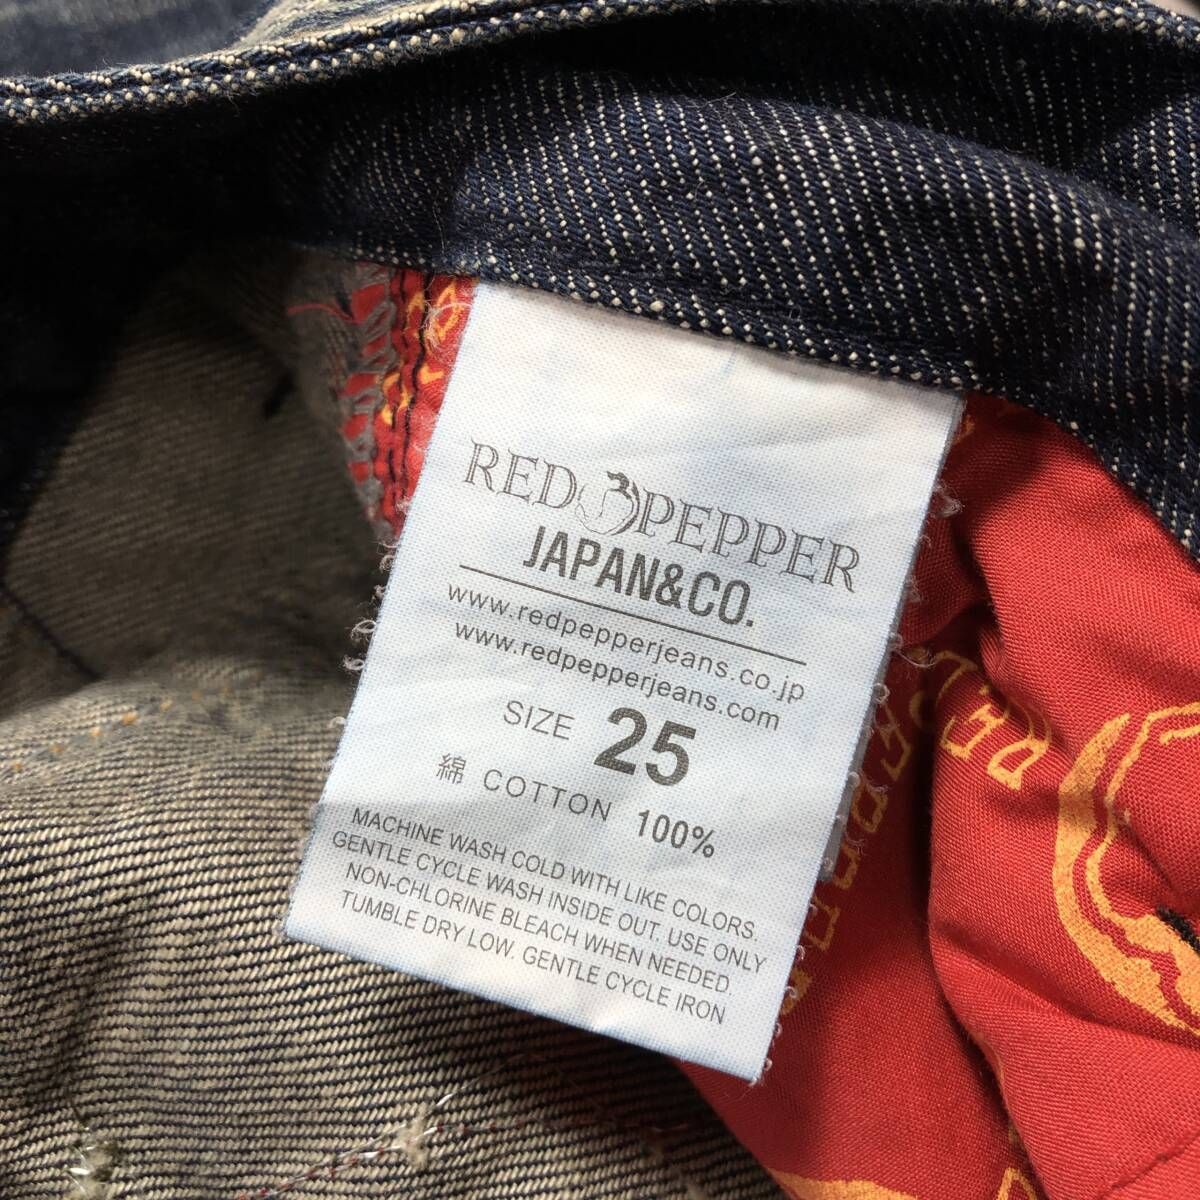 RED PEPPER
JAPAN&CO.
www.redpepperjeans.co.jp
www.redpepperjeans.com
SIZE 25
綿 COTTON 100%
MACHINE WASH COLD WITH LIKE COLORS.
GENTLE CYCLE WASH INSIDE OUT. USE ONLY
NON-CHLORINE BLEACH WHEN NEEDED.
TUMBLE DRY LOW. GENTLE CYCLE IRON